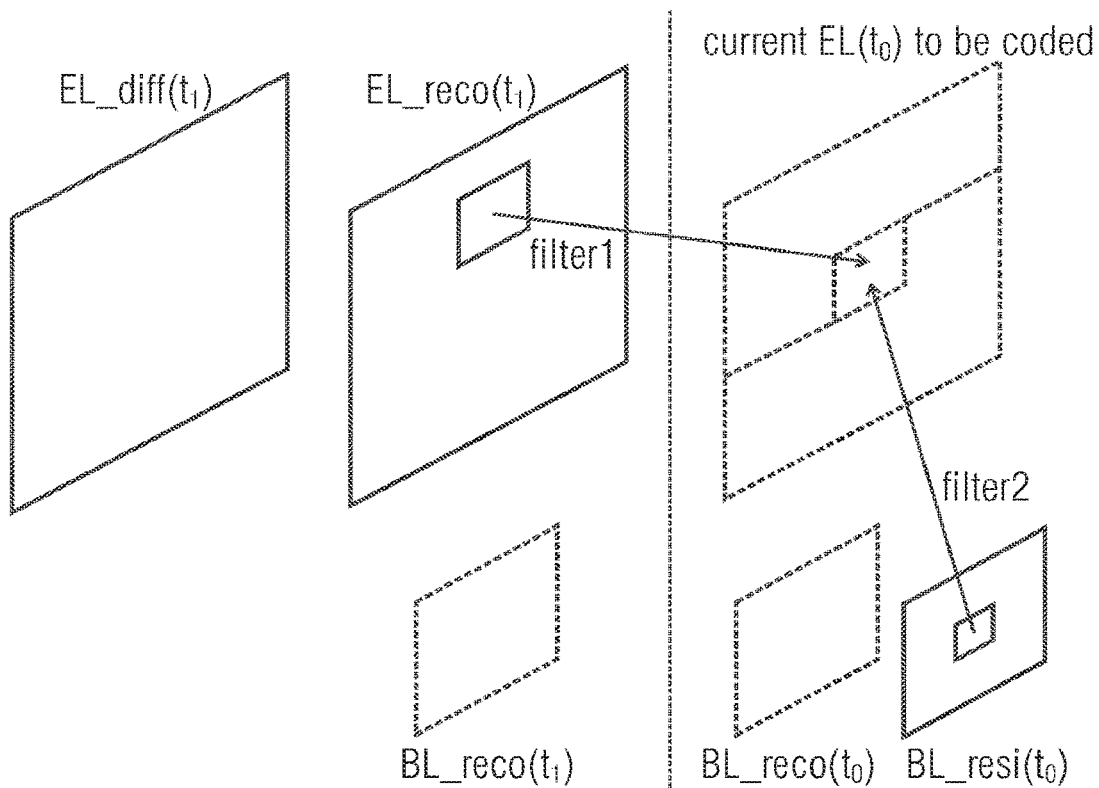 current EL(t₀) to be coded
EL_diff(t₁)
EL_reco(t₁)
filter1
filter2
BL_reco(t₁)
BL_reco(t₀)
BL_resi(t₀)